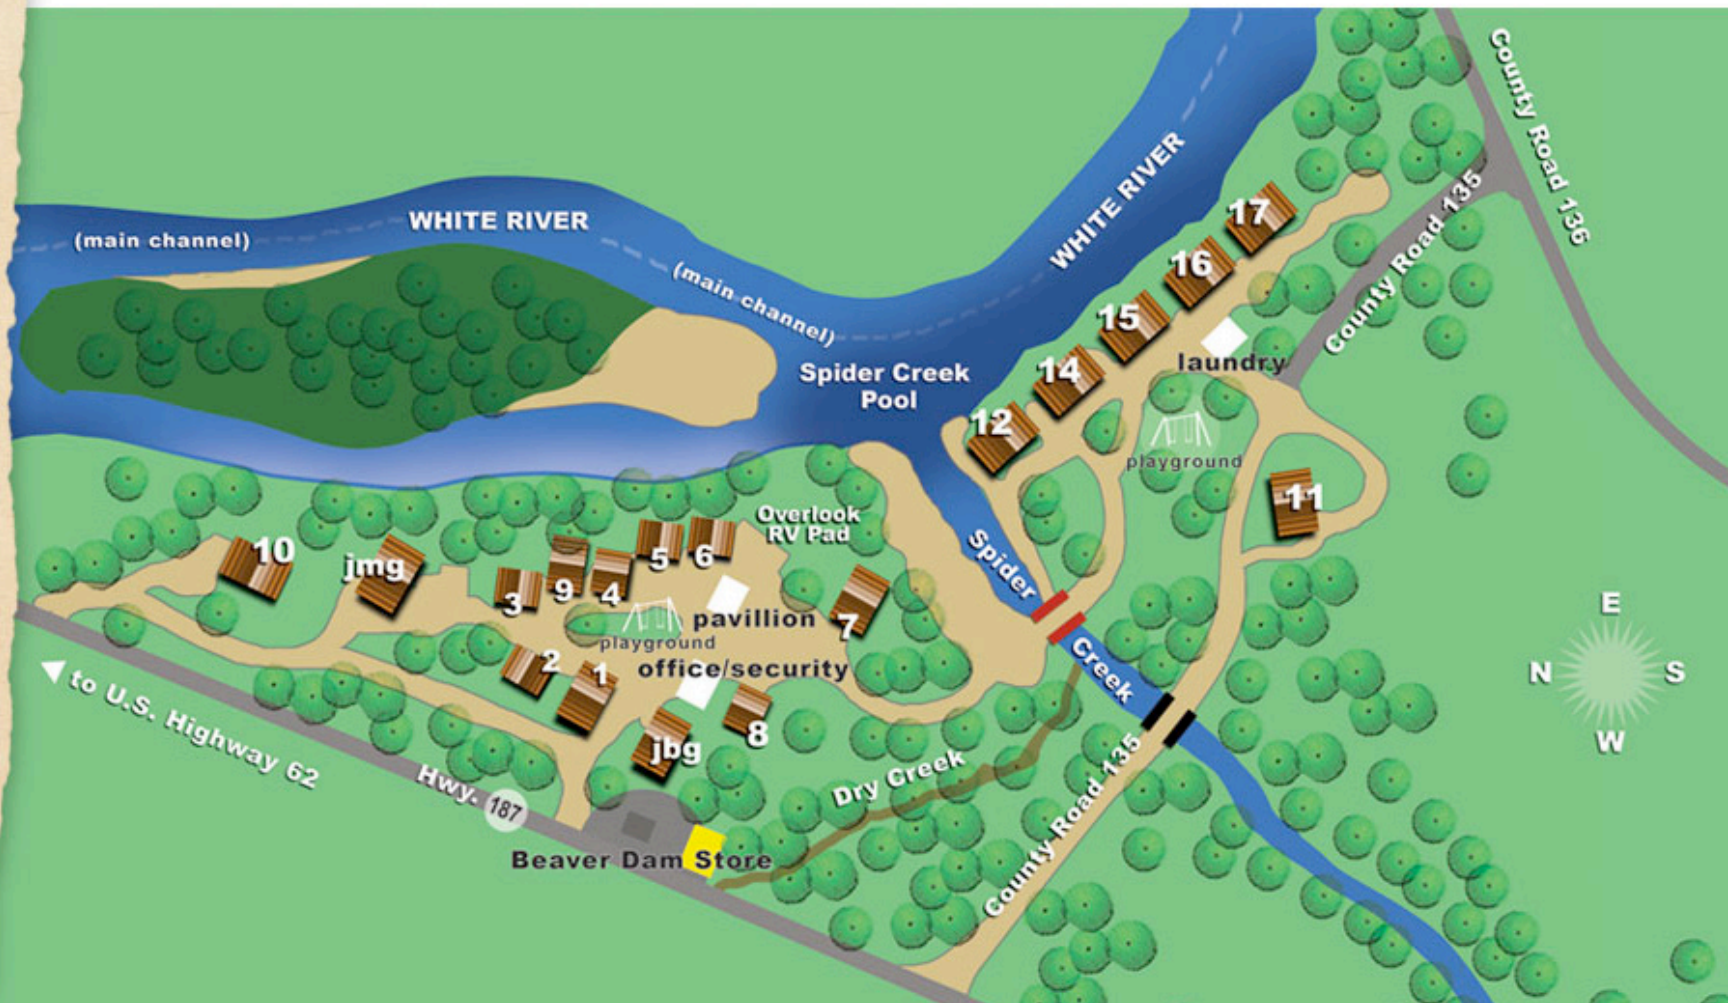 County Road 136
WHITE RIVER
County Road 135
17
WHITE RIVER
(main channel)
16
(main channel)
15
laundry
14
Spider Creek
Pool
12
playground
11
Overlook
RV Pad
10
jmg
3
9
4
5
6
7
Spider
pavillion
playground
office/security
2
1
8
jbg
Creek
E
N
S
W
to U.S. Highway 62
Hwy. 187
Dry Creek
County Road 135
Beaver Dam Store